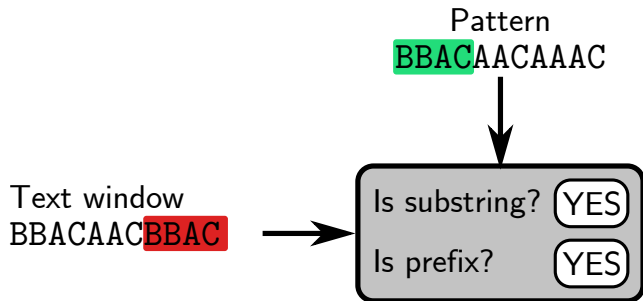 Pattern
BBACAACAAAC
Text window
BBACAACBBAC
Is substring? YES
Is prefix? YES